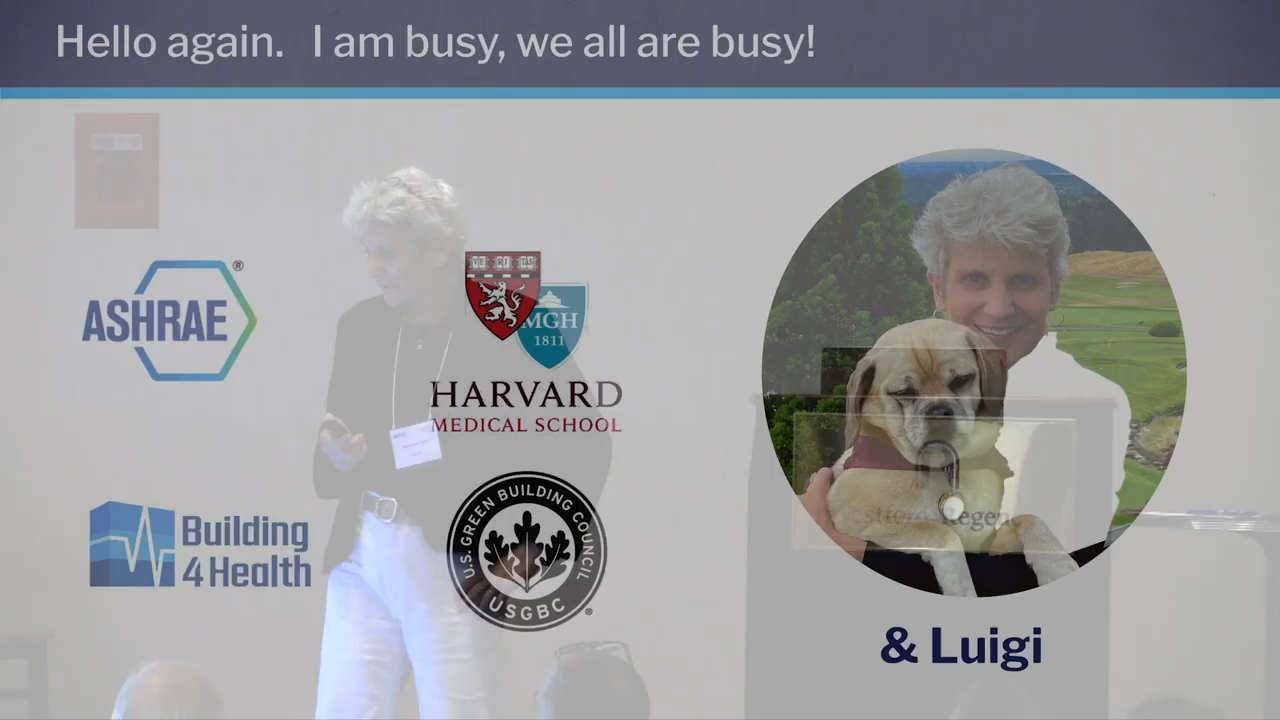 Hello again. I am busy, we all are busy!
ASHRAE®
VE RI TAS
MGH
1811
HARVARD
MEDICAL SCHOOL
Building
4 Health
U.S. GREEN BUILDING COUNCIL
USGBC®
& Luigi